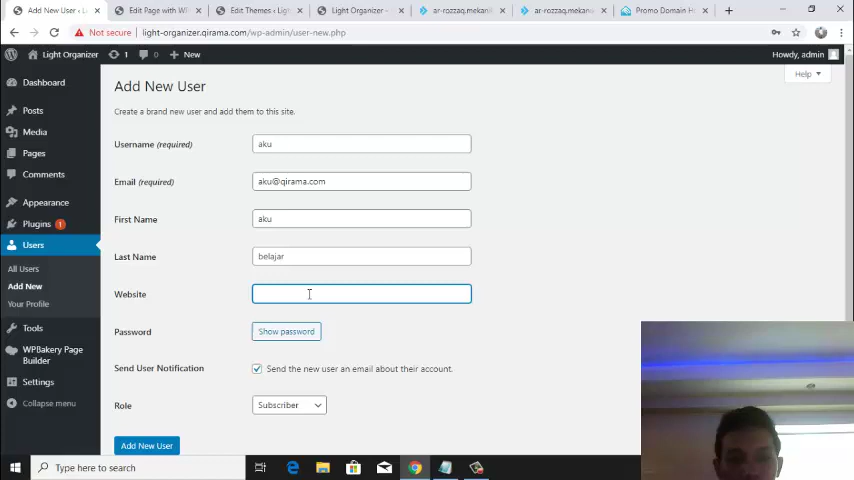 Add New User ‹ L
Edit Page with WP
Edit Themes ‹ Ligh
Light Organizer –
ar-rozzaq.mekani
ar-rozzaq.mekani
Promo Domain H
Not secure
light-organizer.qirama.com/wp-admin/user-new.php
Light Organizer
1
0
New
Howdy, admin
Help
Dashboard
Posts
Media
Pages
Comments
Appearance
Plugins 1
Users
All Users
Add New
Your Profile
Tools
WPBakery Page
Builder
Settings
Collapse menu
Add New User
Create a brand new user and add them to this site.
Username (required)
aku
Email (required)
aku@qirama.com
First Name
aku
Last Name
belajar
Website
Password
Show password
Send User Notification
Send the new user an email about their account.
Role
Subscriber
Add New User
Type here to search